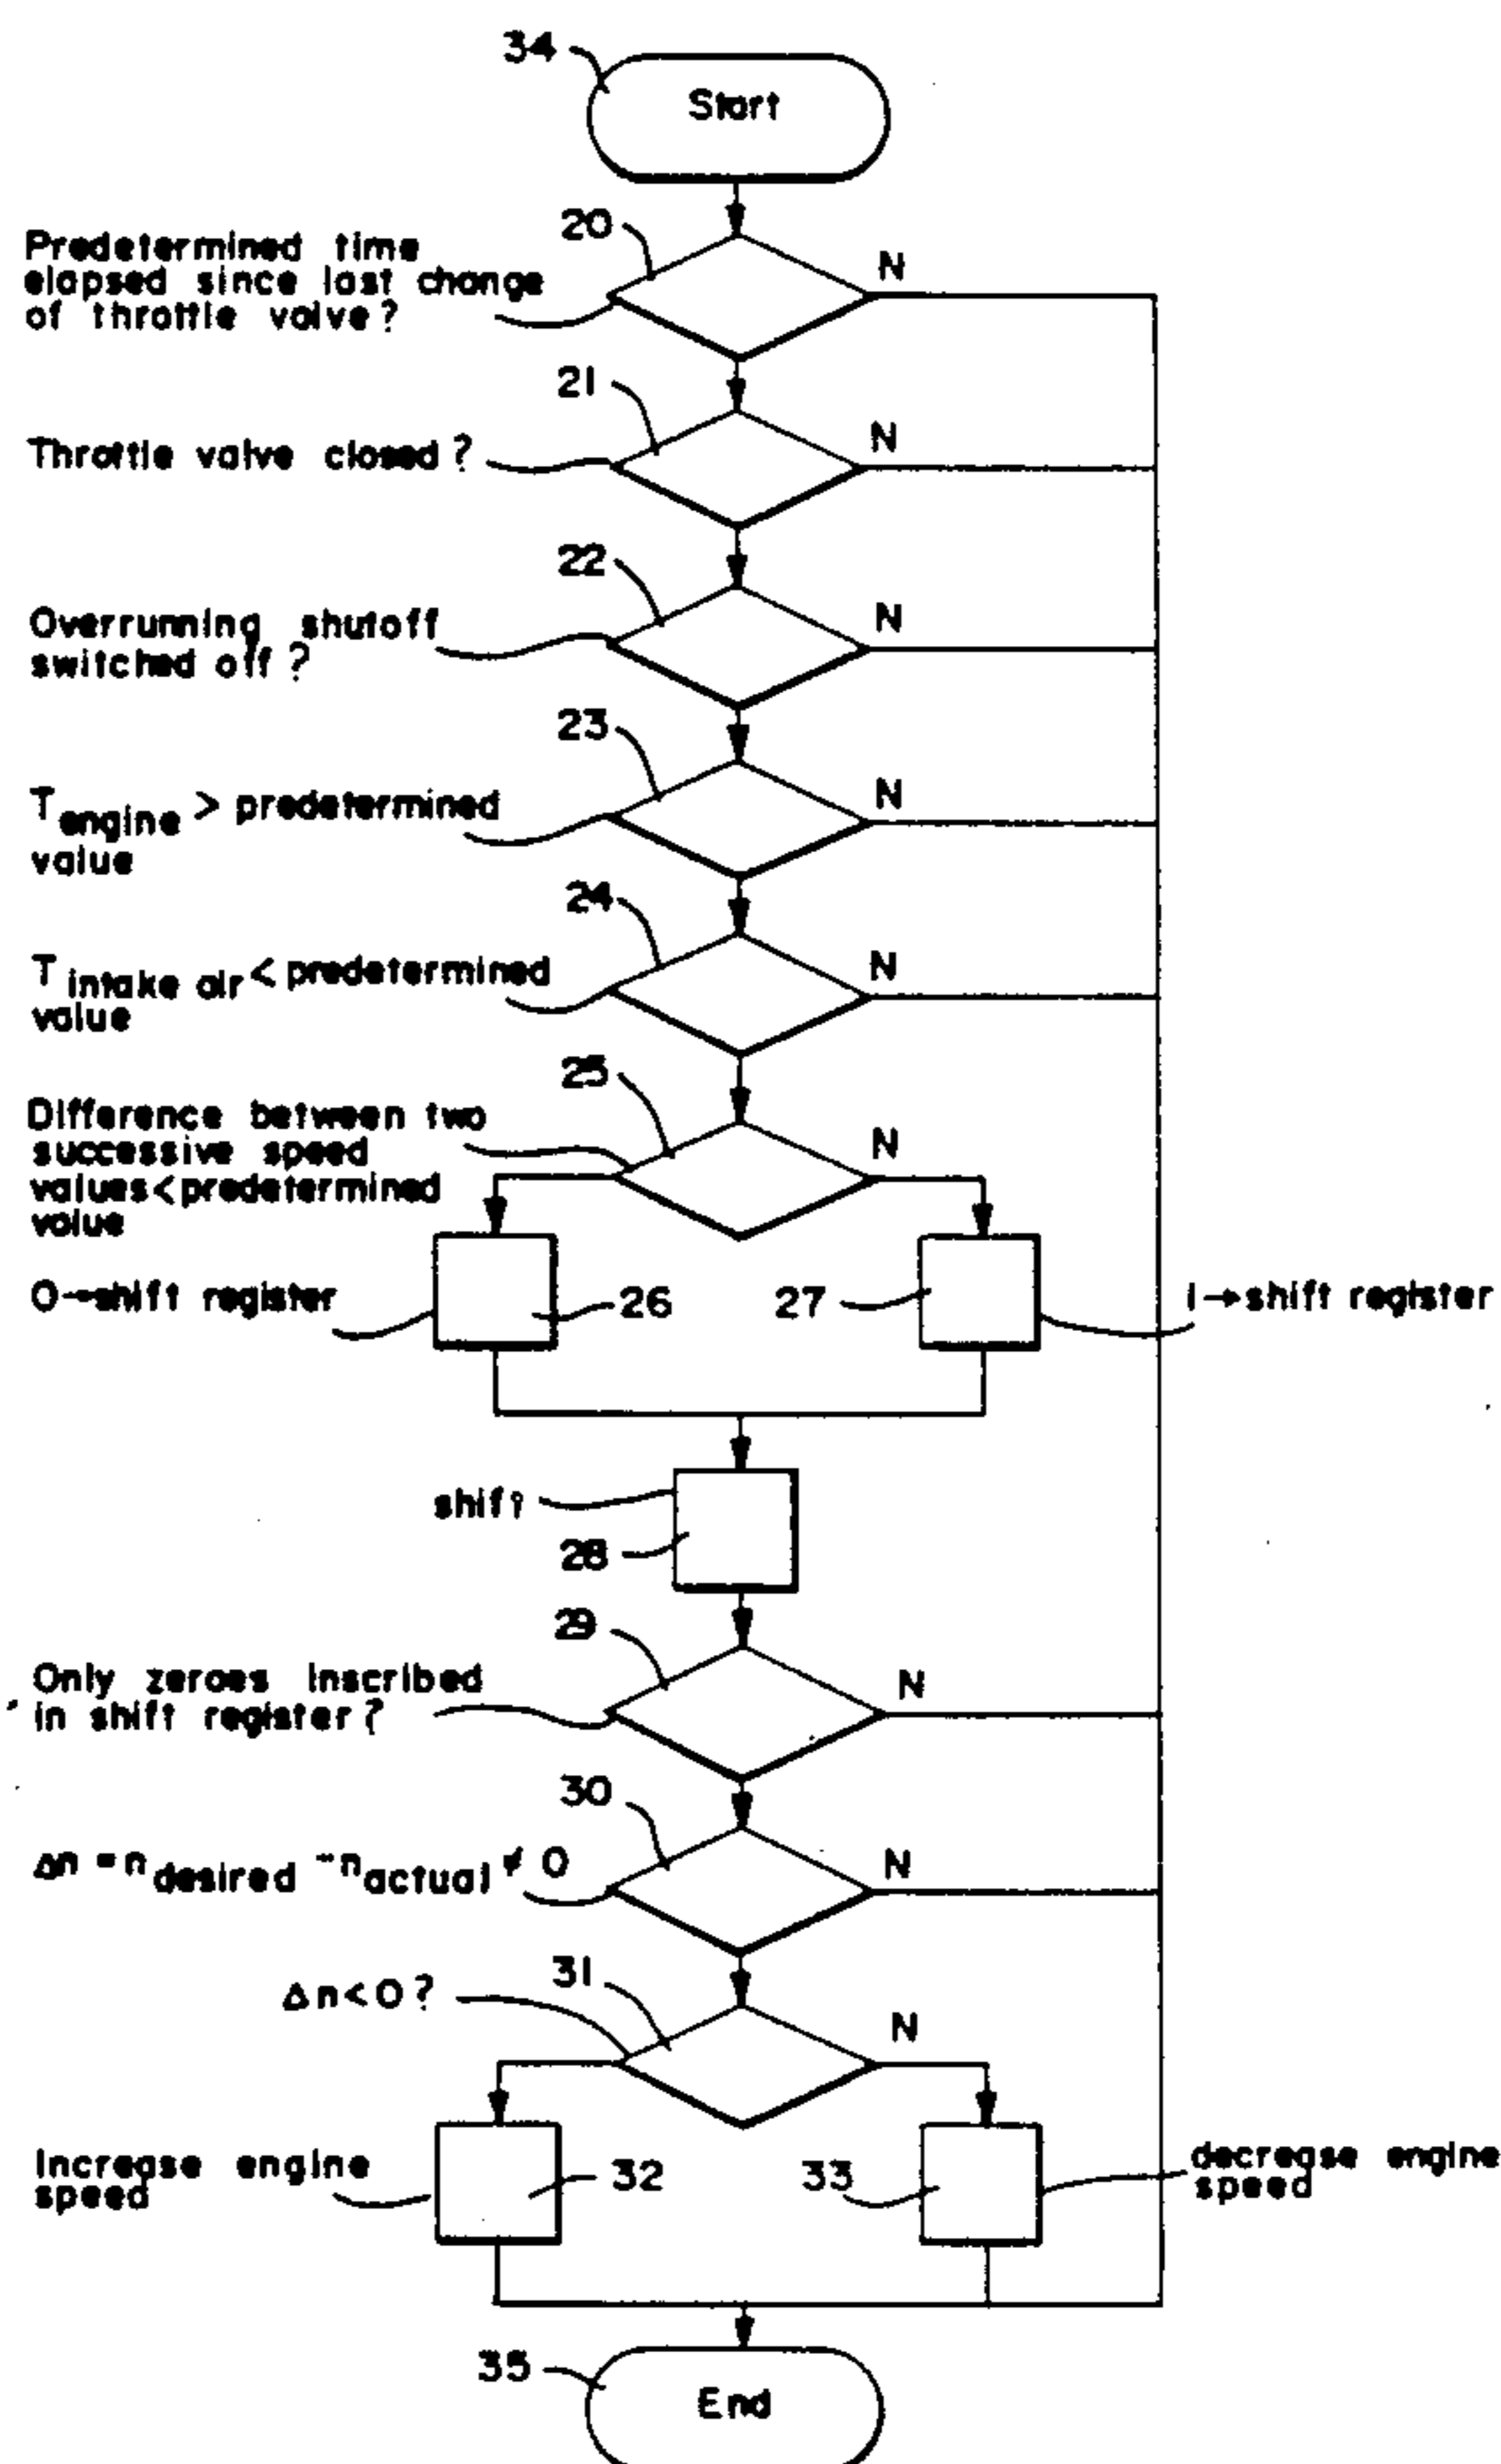 34
Start
20
Predetermined time
elapsed since last change
of throttle valve?
N
21
Throttle valve closed?
N
22
Overrunning shutoff
switched off?
N
23
T engine > predetermined
value
N
24
T intake air < predetermined
value
N
25
Difference between two
successive speed
values<predetermined
value
N
0→shift register
26
27
1→shift register
shift
28
29
Only zeroes inscribed
in shift register?
N
30
Δn = n desired - n actual ≠ 0
N
31
Δn<0?
N
Increase engine
speed
32
33
decrease engine
speed
35
End